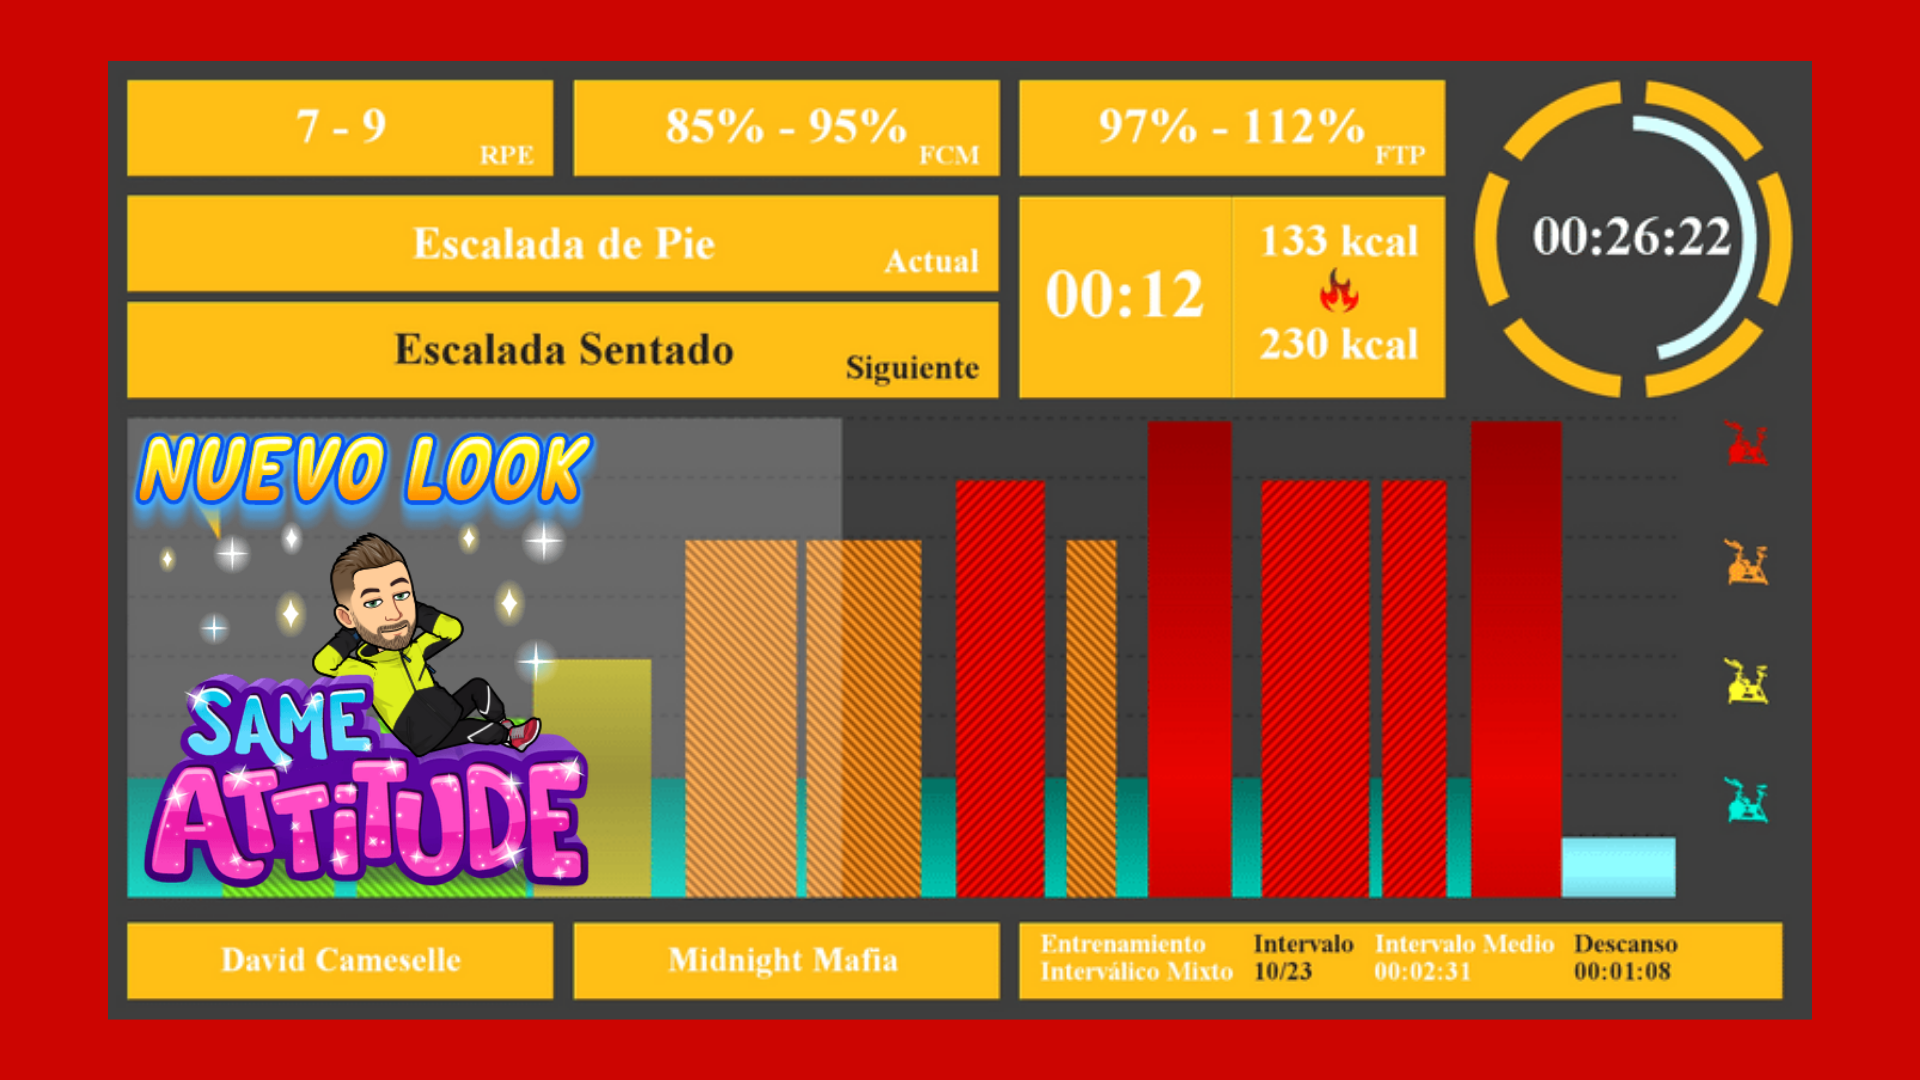 7 - 9
RPE
85% - 95%
FCM
97% - 112%
FTP
00:26:22
Escalada de Pie
Actual
Escalada Sentado
Siguiente
00:12
133 kcal
230 kcal
NUEVO LOOK
SAME
ATTiTUDE
David Cameselle
Midnight Mafia
Entrenamiento
Interválico Mixto
Intervalo
10/23
Intervalo Medio
00:02:31
Descanso
00:01:08